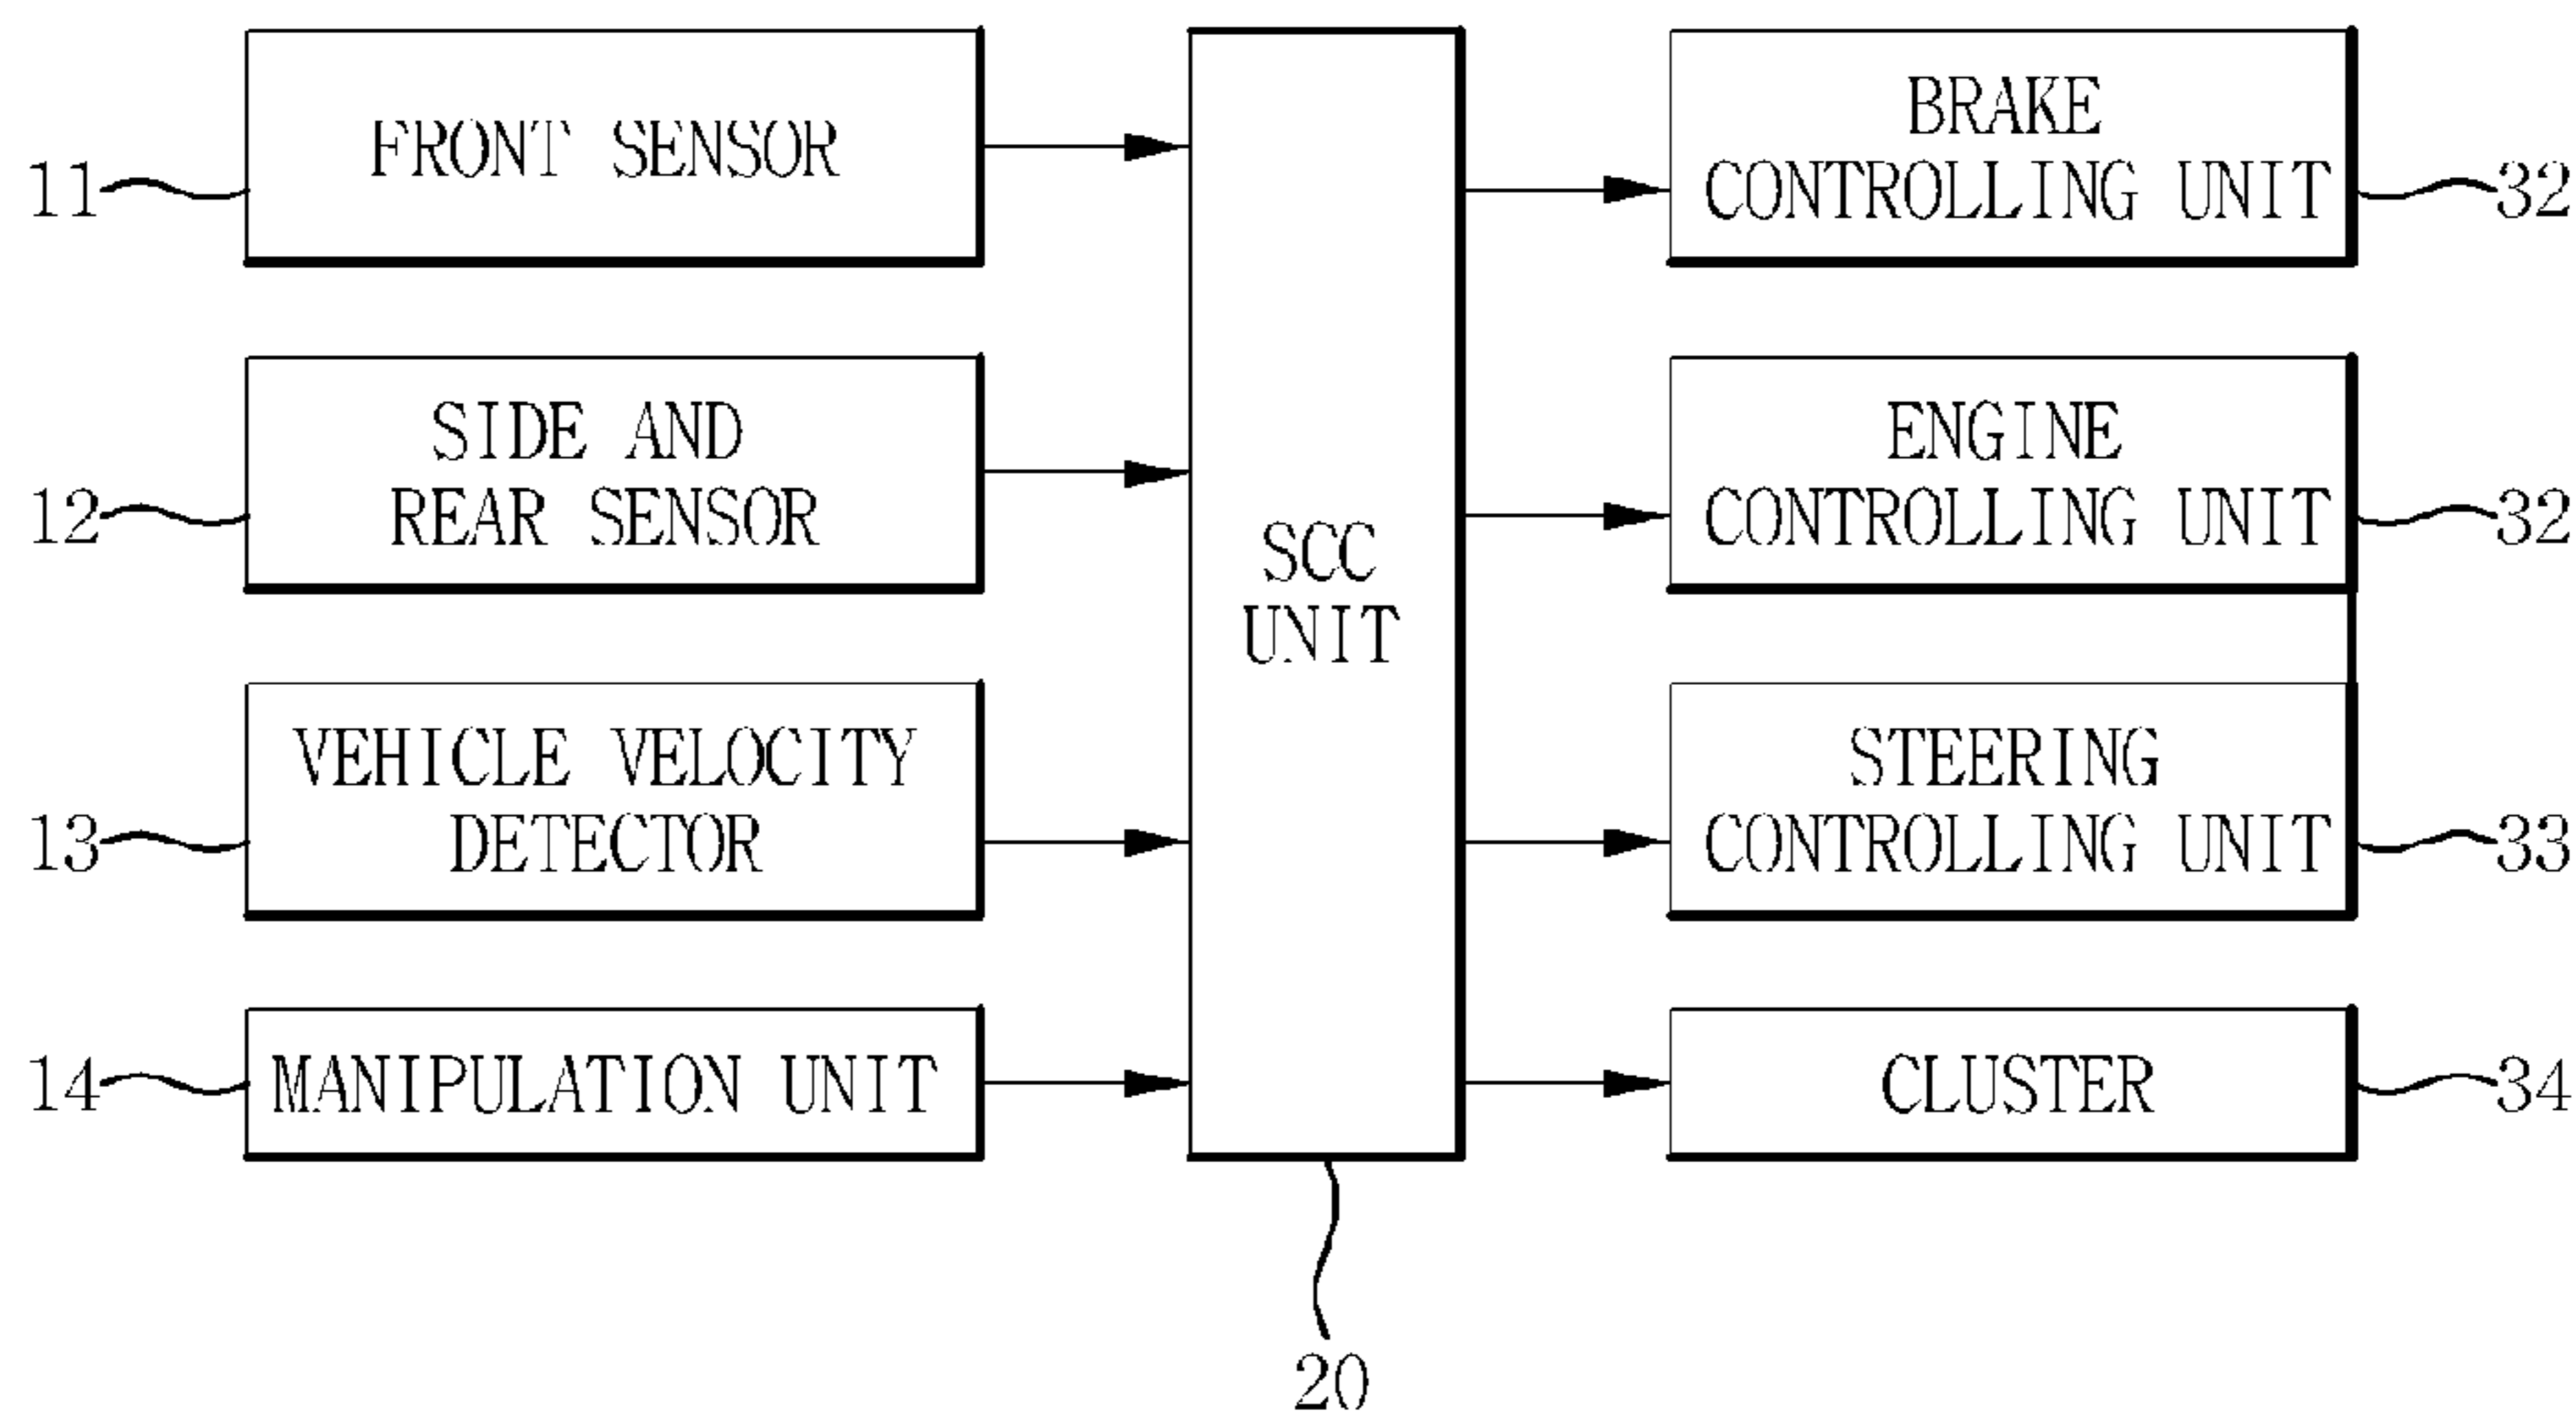 FRONT SENSOR
11
SIDE AND
REAR SENSOR
12
VEHICLE VELOCITY
DETECTOR
13
MANIPULATION UNIT
14
SCC
UNIT
20
BRAKE
CONTROLLING UNIT
32
ENGINE
CONTROLLING UNIT
32
STEERING
CONTROLLING UNIT
33
CLUSTER
34